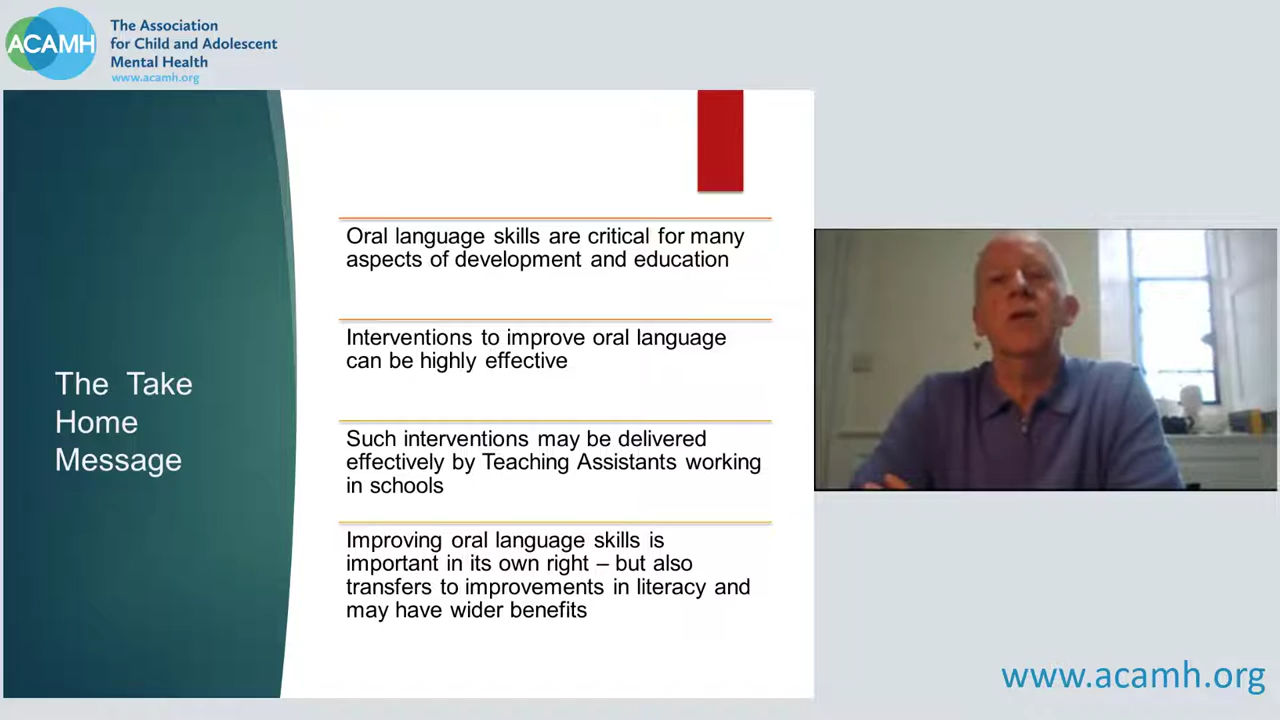 ACAMH
The Association
for Child and Adolescent
Mental Health
www.acamh.org
The Take
Home
Message
Oral language skills are critical for many
aspects of development and education
Interventions to improve oral language
can be highly effective
Such interventions may be delivered
effectively by Teaching Assistants working
in schools
Improving oral language skills is
important in its own right – but also
transfers to improvements in literacy and
may have wider benefits
www.acamh.org